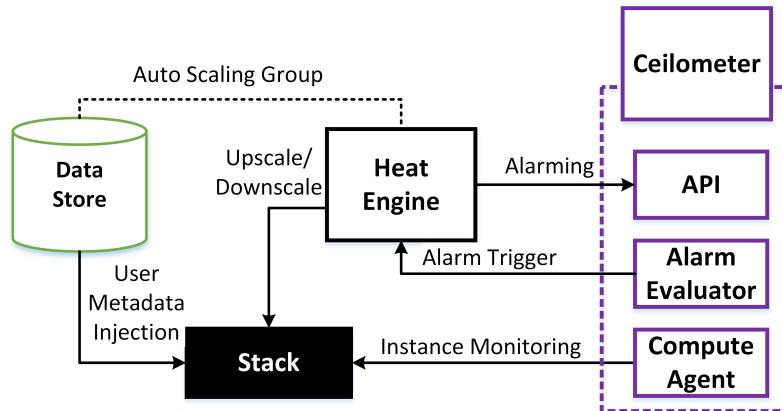 Auto Scaling Group
Ceilometer
Data
Store
Upscale/
Downscale
Heat
Engine
Alarming
API
Alarm Trigger
Alarm
Evaluator
User
Metadata
Injection
Stack
Instance Monitoring
Compute
Agent